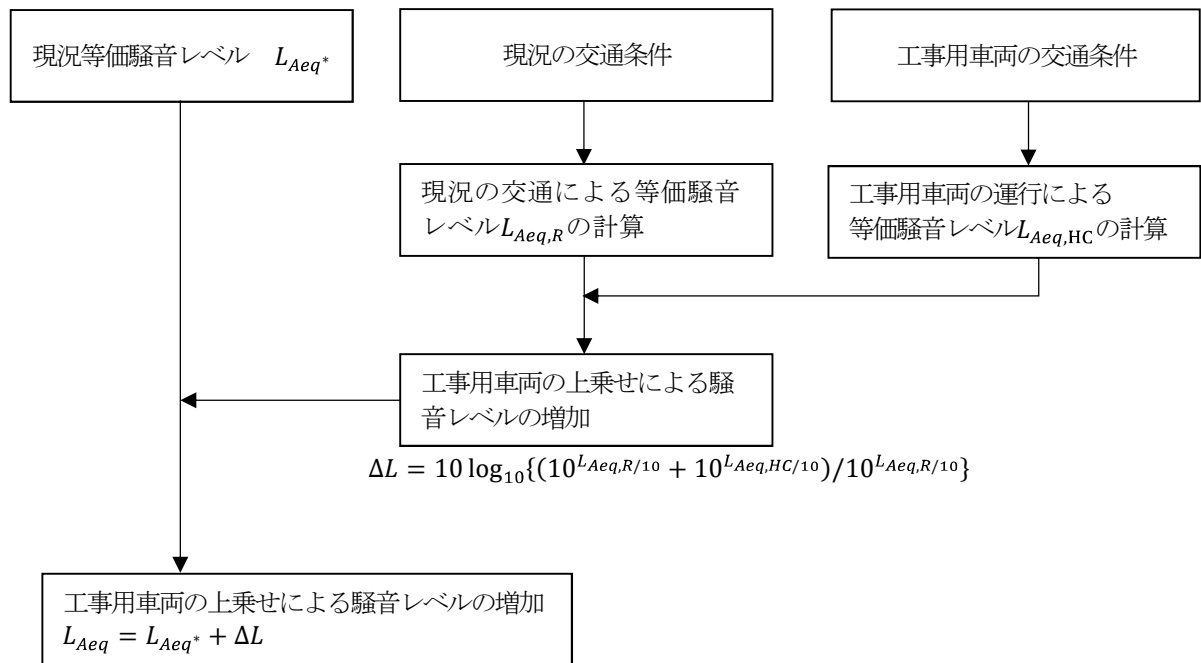 現況等価騒音レベル　L_{Aeq^*}
現況の交通条件
工事用車両の交通条件
現況の交通による等価騒音
レベルL_{Aeq,R}の計算
工事用車両の運行による
等価騒音レベルL_{Aeq,HC}の計算
工事用車両の上乗せによる騒
音レベルの増加
ΔL = 10 log_{10}{(10^{L_{Aeq,R/10}} + 10^{L_{Aeq,HC/10}})/10^{L_{Aeq,R/10}}}
工事用車両の上乗せによる騒音レベルの増加
L_{Aeq} = L_{Aeq^*} + ΔL